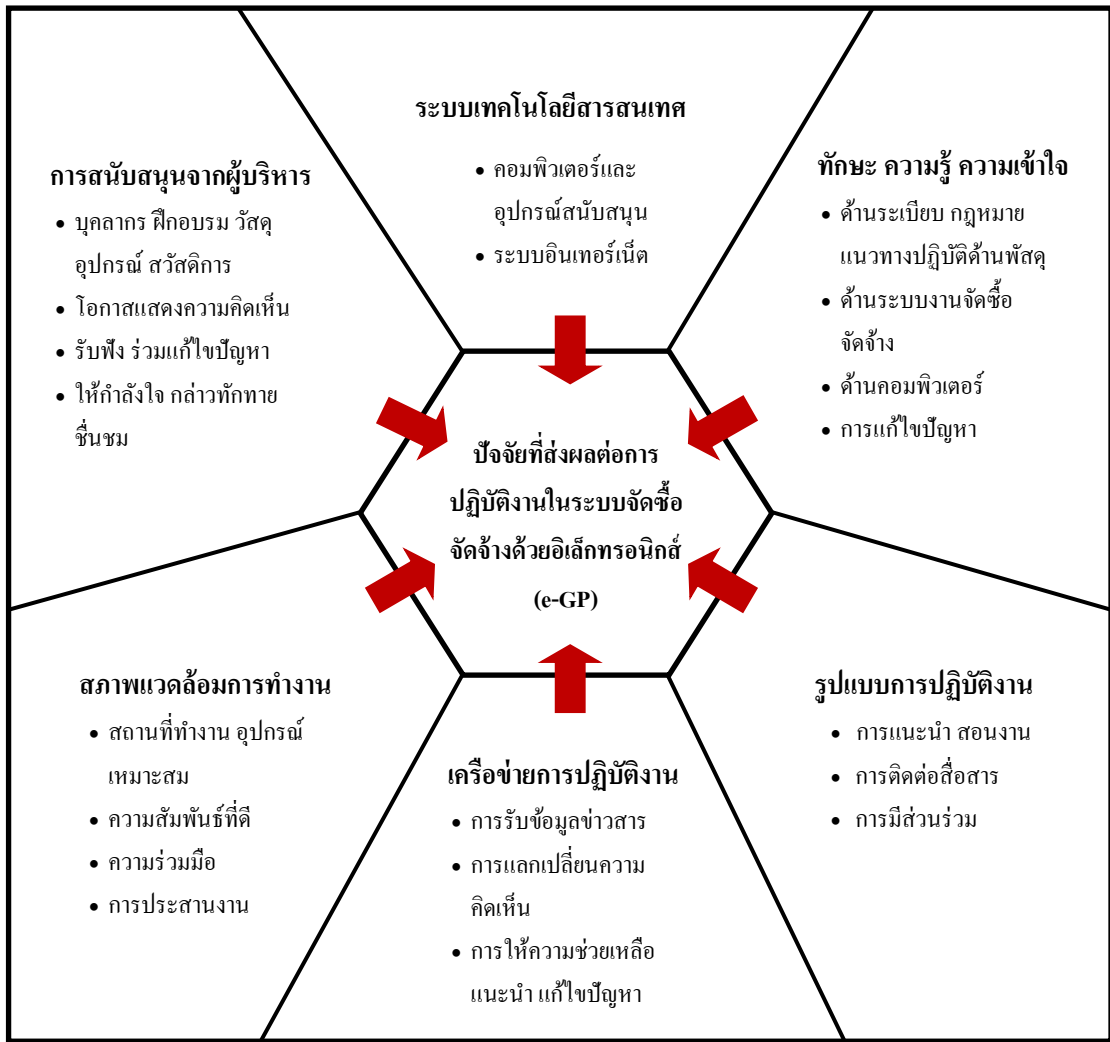 ระบบเทคโนโลยีสารสนเทศ
• คอมพิวเตอร์และ
อุปกรณ์สนับสนุน
• ระบบอินเทอร์เน็ต
การสนับสนุนจากผู้บริหาร
• บุคลากร ฝึกอบรม วัสดุ
อุปกรณ์ สวัสดิการ
• โอกาสแสดงความคิดเห็น
• รับฟัง ร่วมแก้ไขปัญหา
• ให้กำลังใจ กล่าวทักทาย
ชื่นชม
ทักษะ ความรู้ ความเข้าใจ
• ด้านระเบียบ กฎหมาย
แนวทางปฏิบัติด้านพัสดุ
• ด้านระบบงานจัดซื้อ
จัดจ้าง
• ด้านคอมพิวเตอร์
• การแก้ไขปัญหา
ปัจจัยที่ส่งผลต่อการ
ปฏิบัติงานในระบบจัดซื้อ
จัดจ้างด้วยอิเล็กทรอนิกส์
(e-GP)
สภาพแวดล้อมการทำงาน
• สถานที่ทำงาน อุปกรณ์
เหมาะสม
• ความสัมพันธ์ที่ดี
• ความร่วมมือ
• การประสานงาน
เครือข่ายการปฏิบัติงาน
• การรับข้อมูลข่าวสาร
• การแลกเปลี่ยนความ
คิดเห็น
• การให้ความช่วยเหลือ
แนะนำ แก้ไขปัญหา
รูปแบบการปฏิบัติงาน
• การแนะนำ สอนงาน
• การติดต่อสื่อสาร
• การมีส่วนร่วม